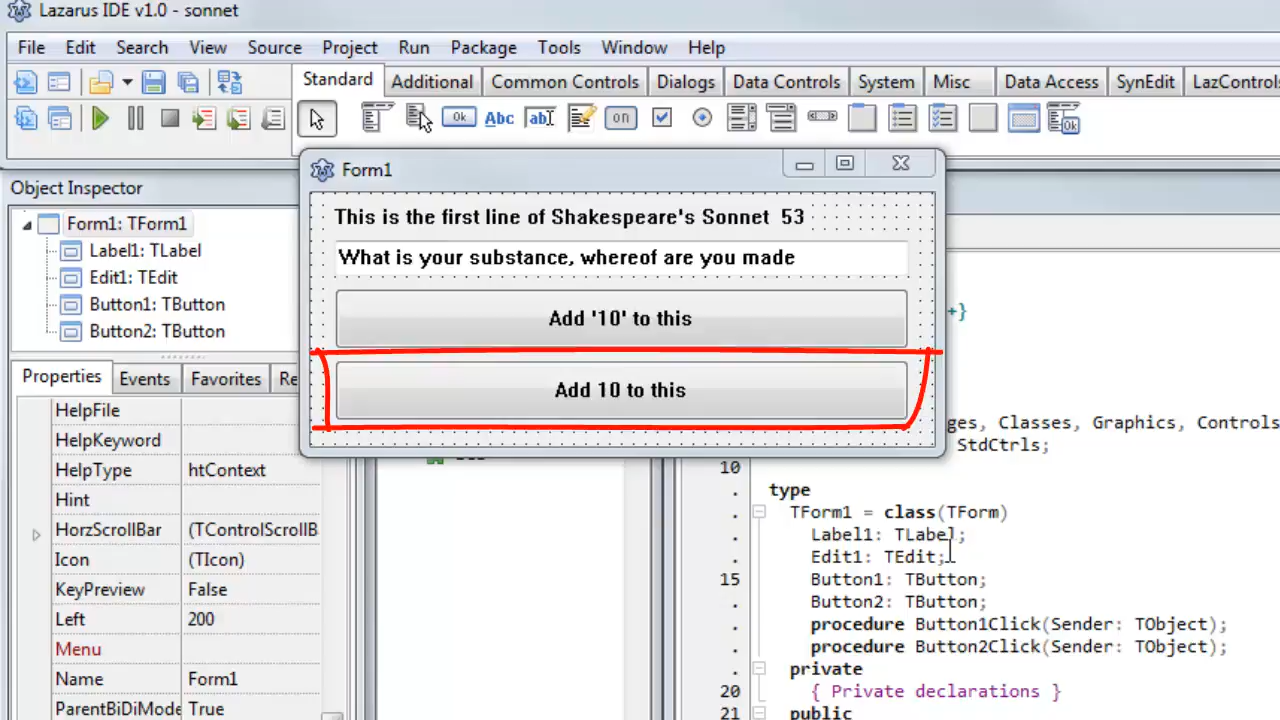 Lazarus IDE v1.0 - sonnet
File Edit Search View Source Project Run Package Tools Window Help
Standard Additional Common Controls Dialogs Data Controls System Misc Data Access SynEdit LazControls
Ok Abc ab on Ok
Object Inspector
Form1: TForm1
Label1: TLabel
Edit1: TEdit
Button1: TButton
Button2: TButton
Properties Events Favorites Re
HelpFile
HelpKeyword
HelpType htContext
Hint
HorzScrollBar (TControlScrollB
Icon (TIcon)
KeyPreview False
Left 200
Menu
Name Form1
ParentBiDiMode True
Form1
This is the first line of Shakespeare's Sonnet 53
What is your substance, whereof are you made
Add '10' to this
Add 10 to this
+}
ges, Classes, Graphics, Controls
StdCtrls;
10
. type
. TForm1 = class(TForm)
. Label1: TLabel;
. Edit1: TEdit;
15 Button1: TButton;
. Button2: TButton;
. procedure Button1Click(Sender: TObject);
. procedure Button2Click(Sender: TObject);
. private
20 { Private declarations }
21 public